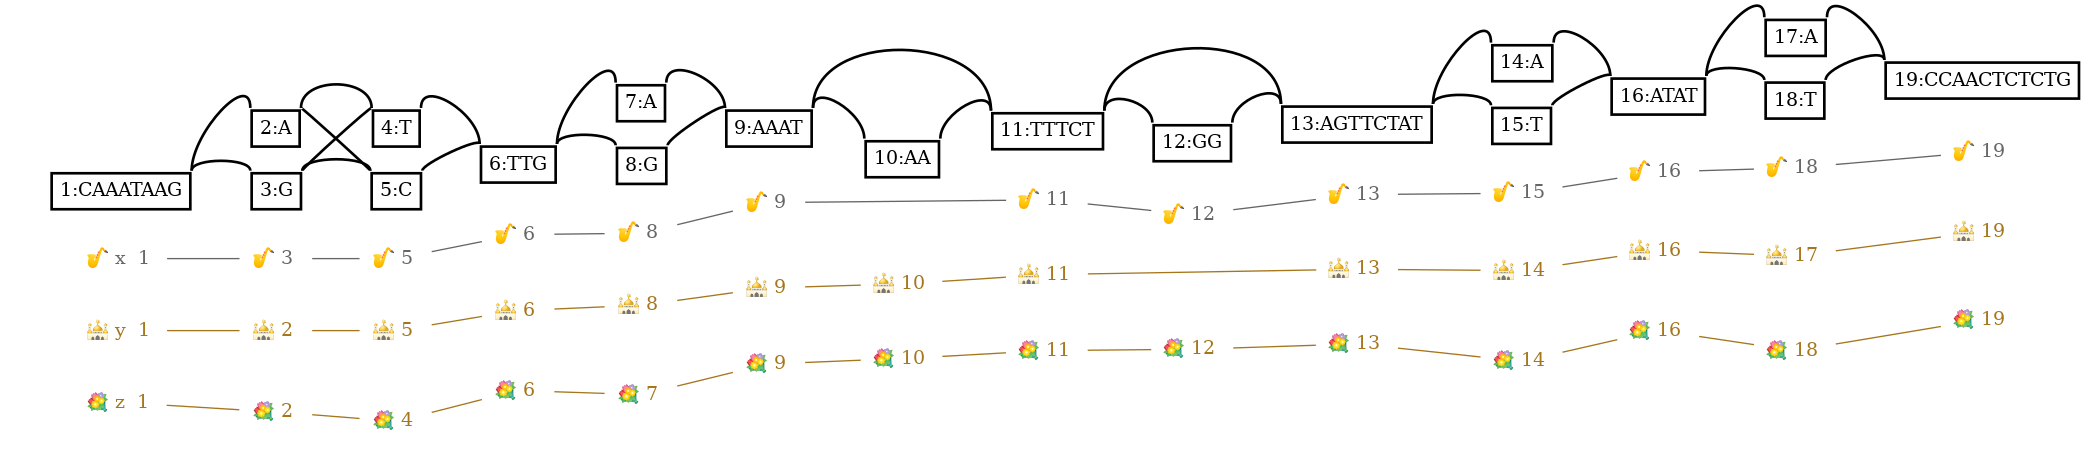 1:CAAATAAG 2:A 3:G 4:T 5:C 6:TTG 7:A 8:G 9:AAAT 10:AA 11:TTTCT 12:GG 13:AGTTCTAT 14:A 15:T 16:ATAT 17:A 18:T 19:CCAACTCTCTG
🎷 x 1 🎷 3 🎷 5 🎷 6 🎷 8 🎷 9 🎷 11 🎷 12 🎷 13 🎷 15 🎷 16 🎷 18 🎷 19
🕌 y 1 🕌 2 🕌 5 🕌 6 🕌 8 🕌 9 🕌 10 🕌 11 🕌 13 🕌 14 🕌 16 🕌 17 🕌 19
💐 z 1 💐 2 💐 4 💐 6 💐 7 💐 9 💐 10 💐 11 💐 12 💐 13 💐 14 💐 16 💐 18 💐 19